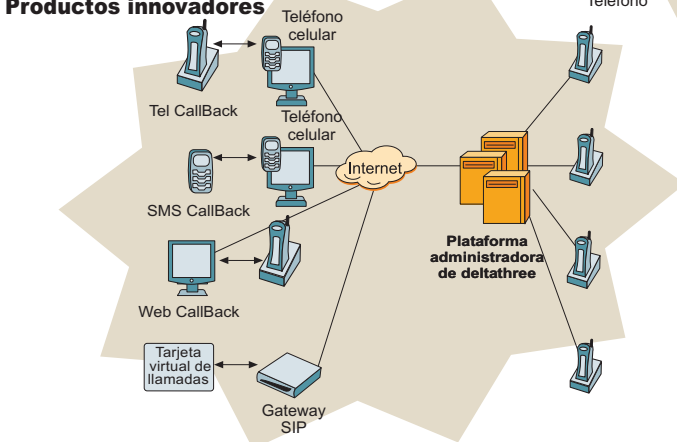 Productos innovadores
Teléfono
Teléfono
celular
Tel CallBack
Teléfono
celular
Internet
SMS CallBack
Plataforma
administradora
de deltathree
Web CallBack
Tarjeta
virtual de
llamadas
Gateway
SIP